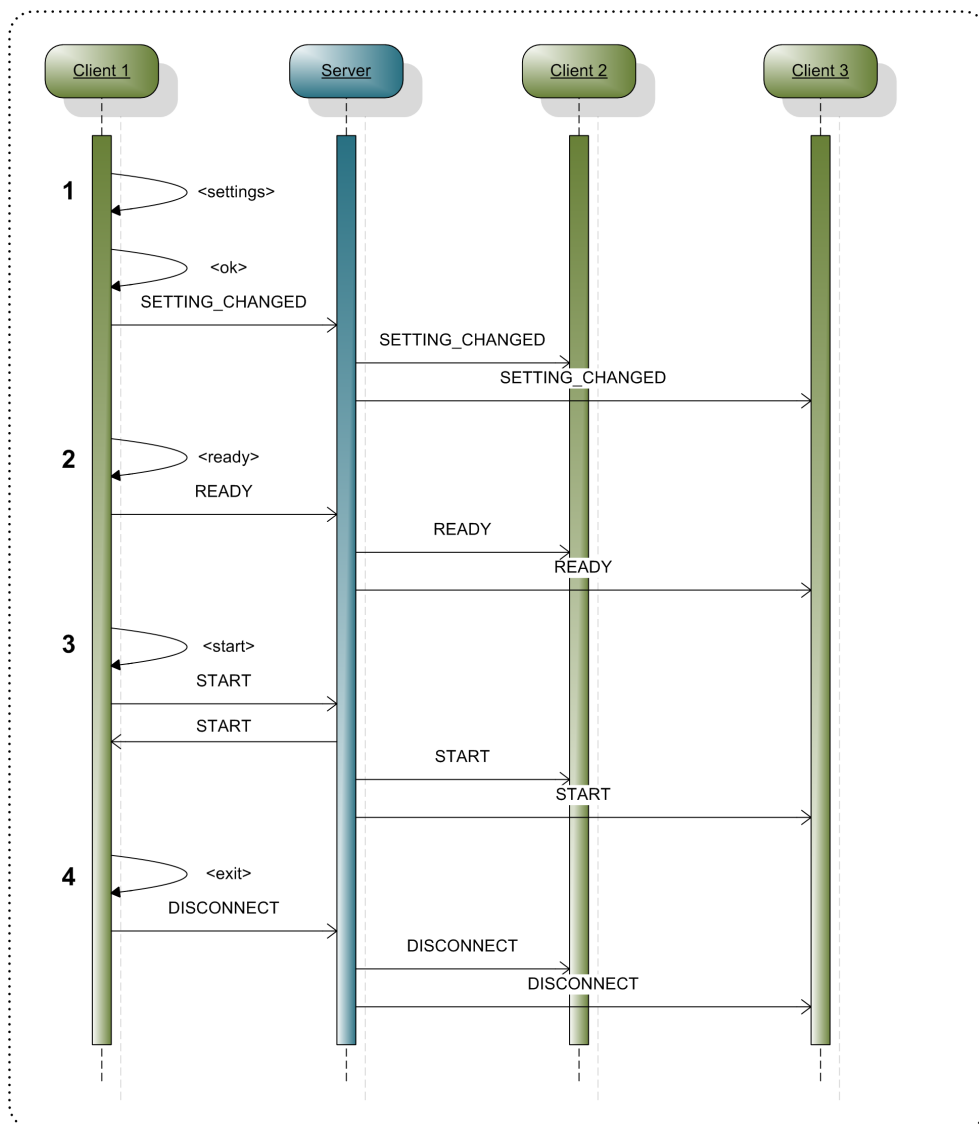 Client 1
Server
Client 2
Client 3
1
<settings>
<ok>
SETTING_CHANGED
SETTING_CHANGED
SETTING_CHANGED
2
<ready>
READY
READY
READY
3
<start>
START
START
START
START
4
<exit>
DISCONNECT
DISCONNECT
DISCONNECT